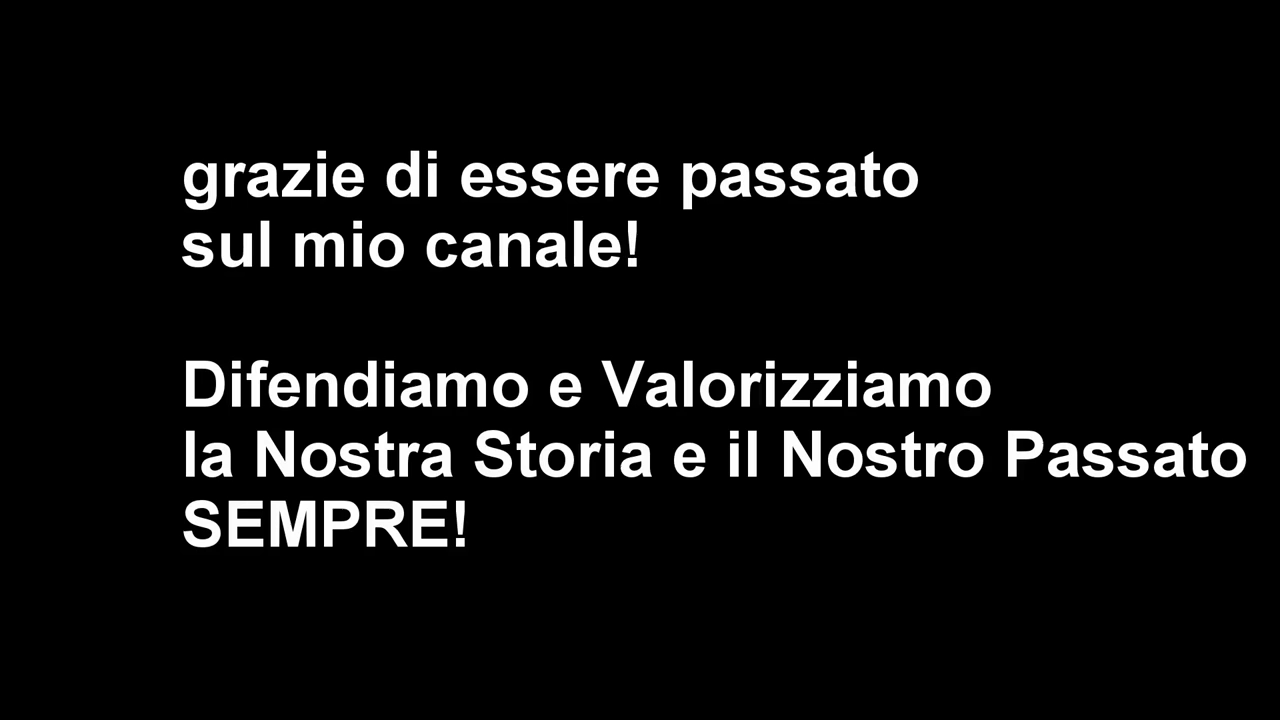 grazie di essere passato
sul mio canale!
Difendiamo e Valorizziamo
la Nostra Storia e il Nostro Passato
SEMPRE!